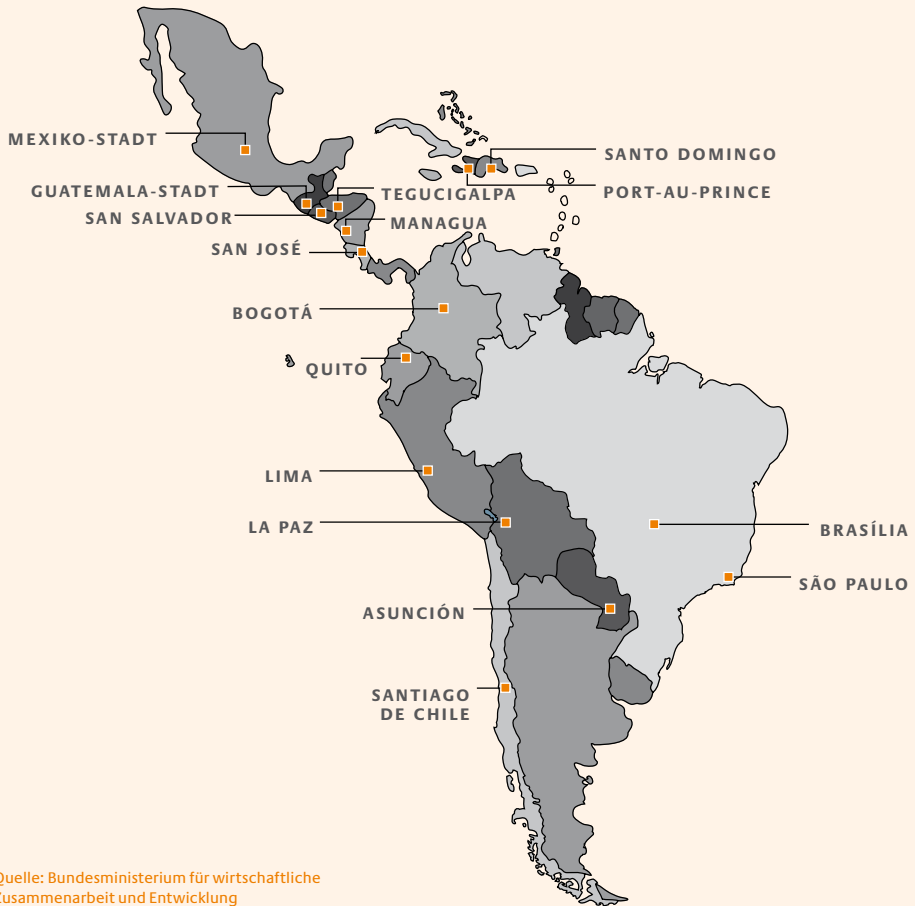 MEXIKO-STADT
SANTO DOMINGO
GUATEMALA-STADT
TEGUCIGALPA
PORT-AU-PRINCE
SAN SALVADOR
MANAGUA
SAN JOSÉ
BOGOTÁ
QUITO
LIMA
LA PAZ
BRASÍLIA
SÃO PAULO
ASUNCIÓN
SANTIAGO
DE CHILE
Quelle: Bundesministerium für wirtschaftliche
Zusammenarbeit und Entwicklung